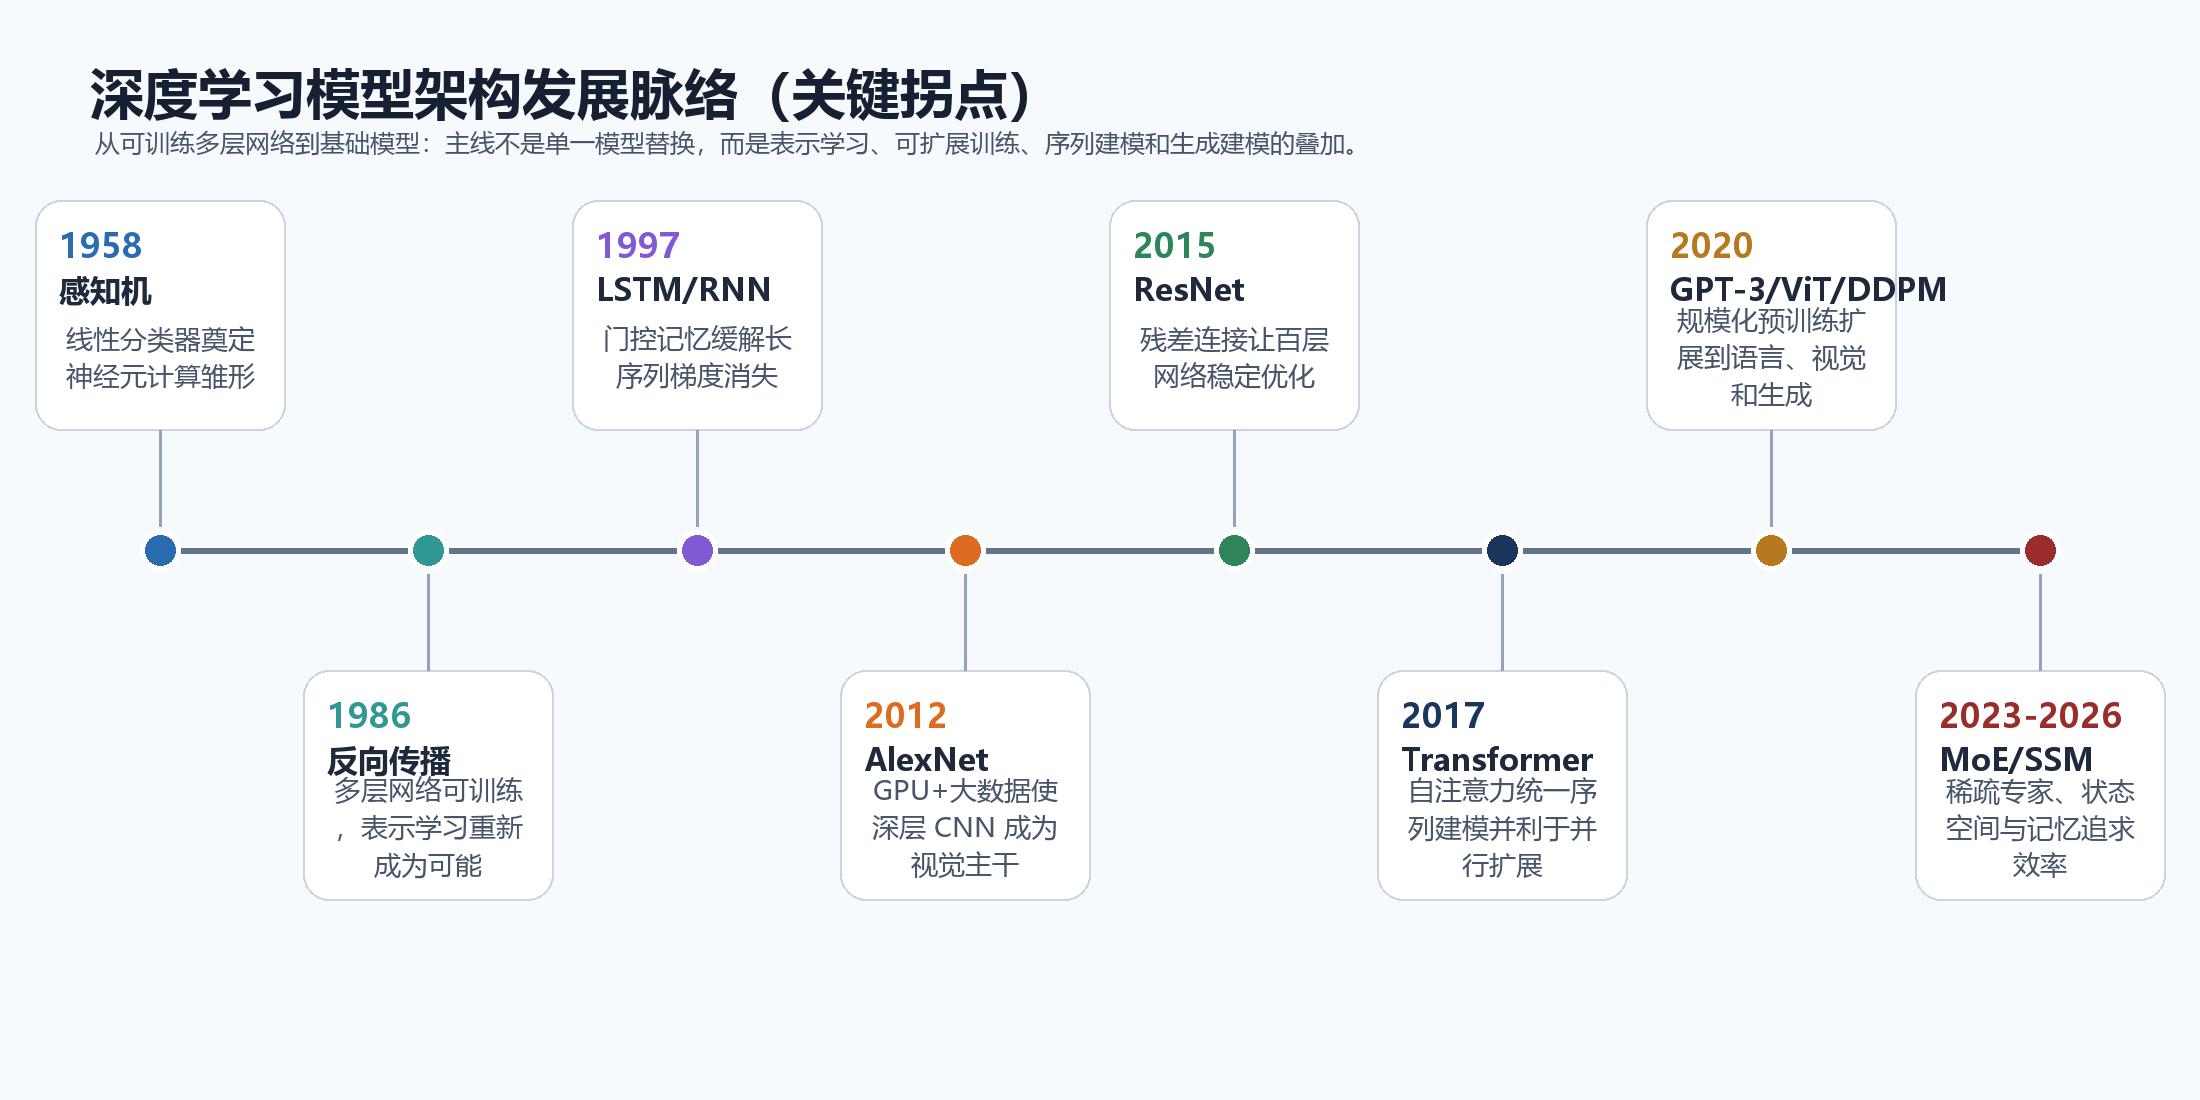 深度学习模型架构发展脉络（关键拐点）
从可训练多层网络到基础模型：主线不是单一模型替换，而是表示学习、可扩展训练、序列建模和生成建模的叠加。
1958
感知机
线性分类器奠定
神经元计算雏形
1986
反向传播
多层网络可训练
，表示学习重新
成为可能
1997
LSTM/RNN
门控记忆缓解长
序列梯度消失
2012
AlexNet
GPU+大数据使
深层 CNN 成为
视觉主干
2015
ResNet
残差连接让百层
网络稳定优化
2017
Transformer
自注意力统一序
列建模并利于并
行扩展
2020
GPT-3/ViT/DDPM
规模化预训练扩
展到语言、视觉
和生成
2023-2026
MoE/SSM
稀疏专家、状态
空间与记忆追求
效率